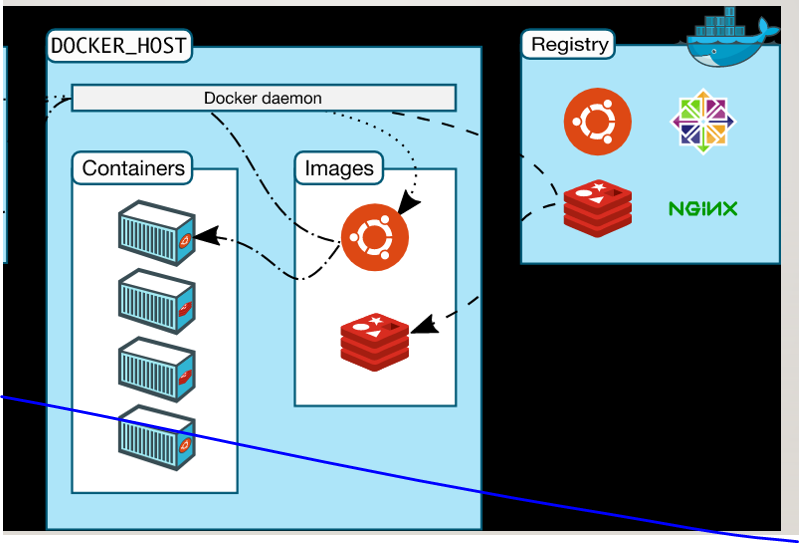 DOCKER_HOST
Registry
Docker daemon
Containers
Images
NGINX